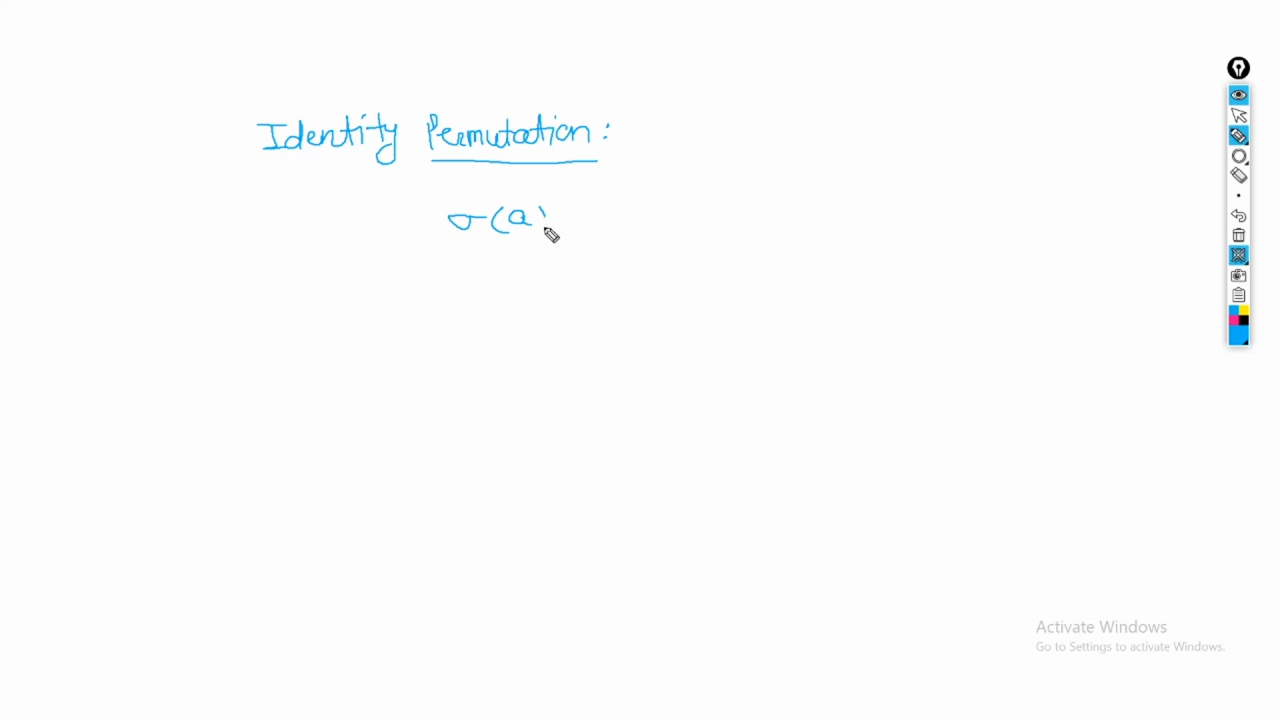 Identity Permutation:
σ(a)
Activate Windows
Go to Settings to activate Windows.